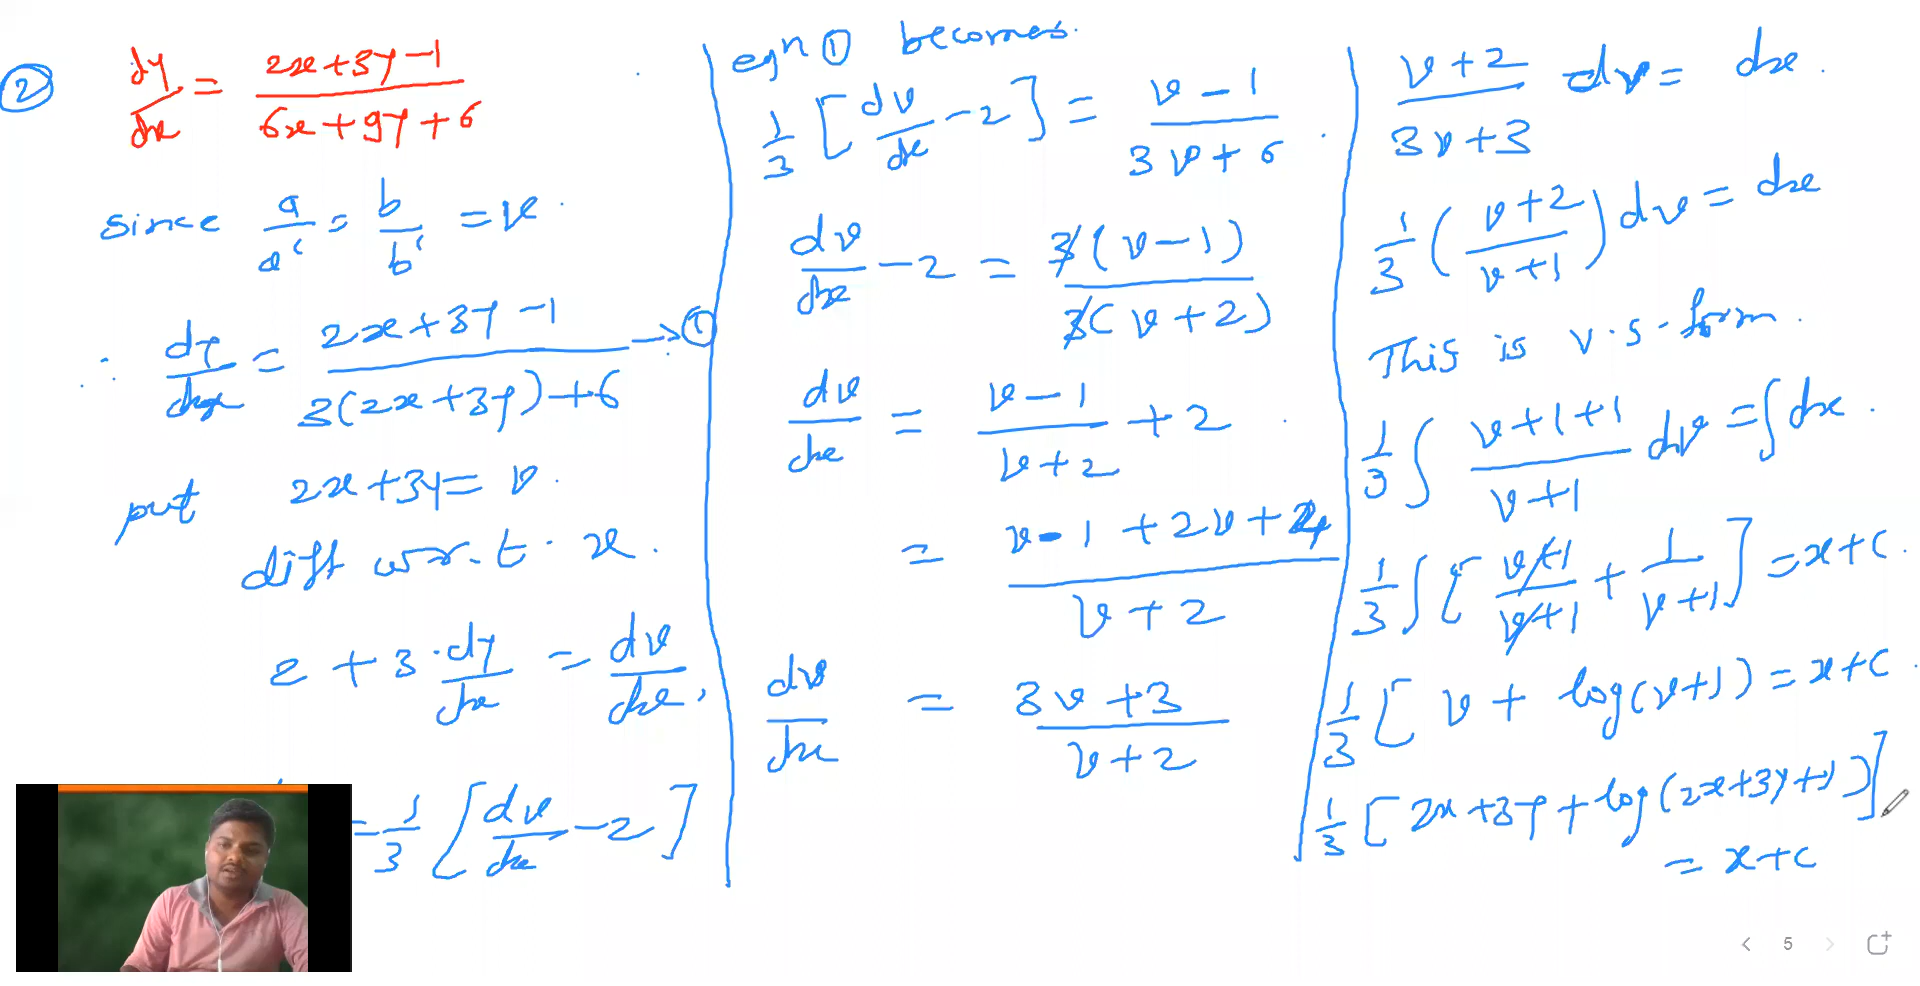 ② dy/dx = (2x+3y-1)/(6x+9y+6)
since a/a' = b/b' = v.
∴ dy/dx = (2x+3y-1)/(3(2x+3y)+6) → ①
put 2x+3y = v.
diff w.r.t. x.
2 + 3·dy/dx = dv/dx,
= 1/3 [dv/dx - 2]
eqn ① becomes.
1/3 [dv/dx - 2] = (v-1)/(3v+6).
dv/dx - 2 = 3(v-1)/3(v+2)
dv/dx = (v-1)/(v+2) + 2
= (v-1+2v+4)/(v+2)
dv/dx = (3v+3)/(v+2)
(v+2)/(3v+3) dv = dx.
1/3 ((v+2)/(v+1)) dv = dx
This is v.s-form.
1/3 ∫ (v+1+1)/(v+1) dv = ∫dx.
1/3 ∫ [(v+1)/(v+1) + 1/(v+1)] = x+c.
1/3 [v + log(v+1) = x+c.
1/3 [2x+3y + log(2x+3y+1)]
= x+c
5